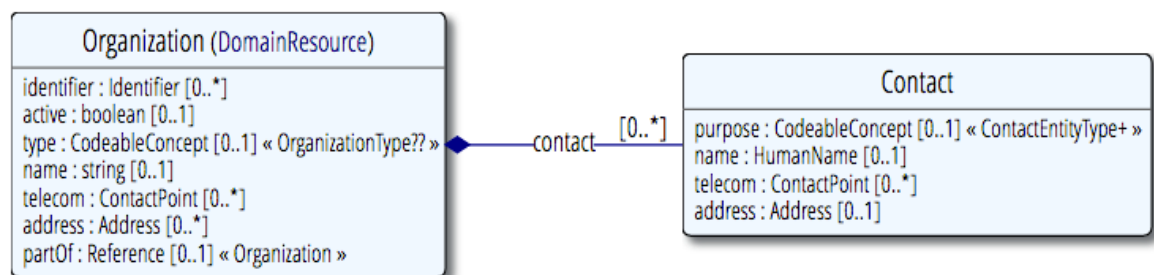 Organization (DomainResource)
identifier : Identifier [0..*]
active : boolean [0..1]
type : CodeableConcept [0..1] « OrganizationType?? »
name : string [0..1]
telecom : ContactPoint [0..*]
address : Address [0..*]
partOf : Reference [0..1] « Organization »
contact
[0..*]
Contact
purpose : CodeableConcept [0..1] « ContactEntityType+ »
name : HumanName [0..1]
telecom : ContactPoint [0..*]
address : Address [0..1]